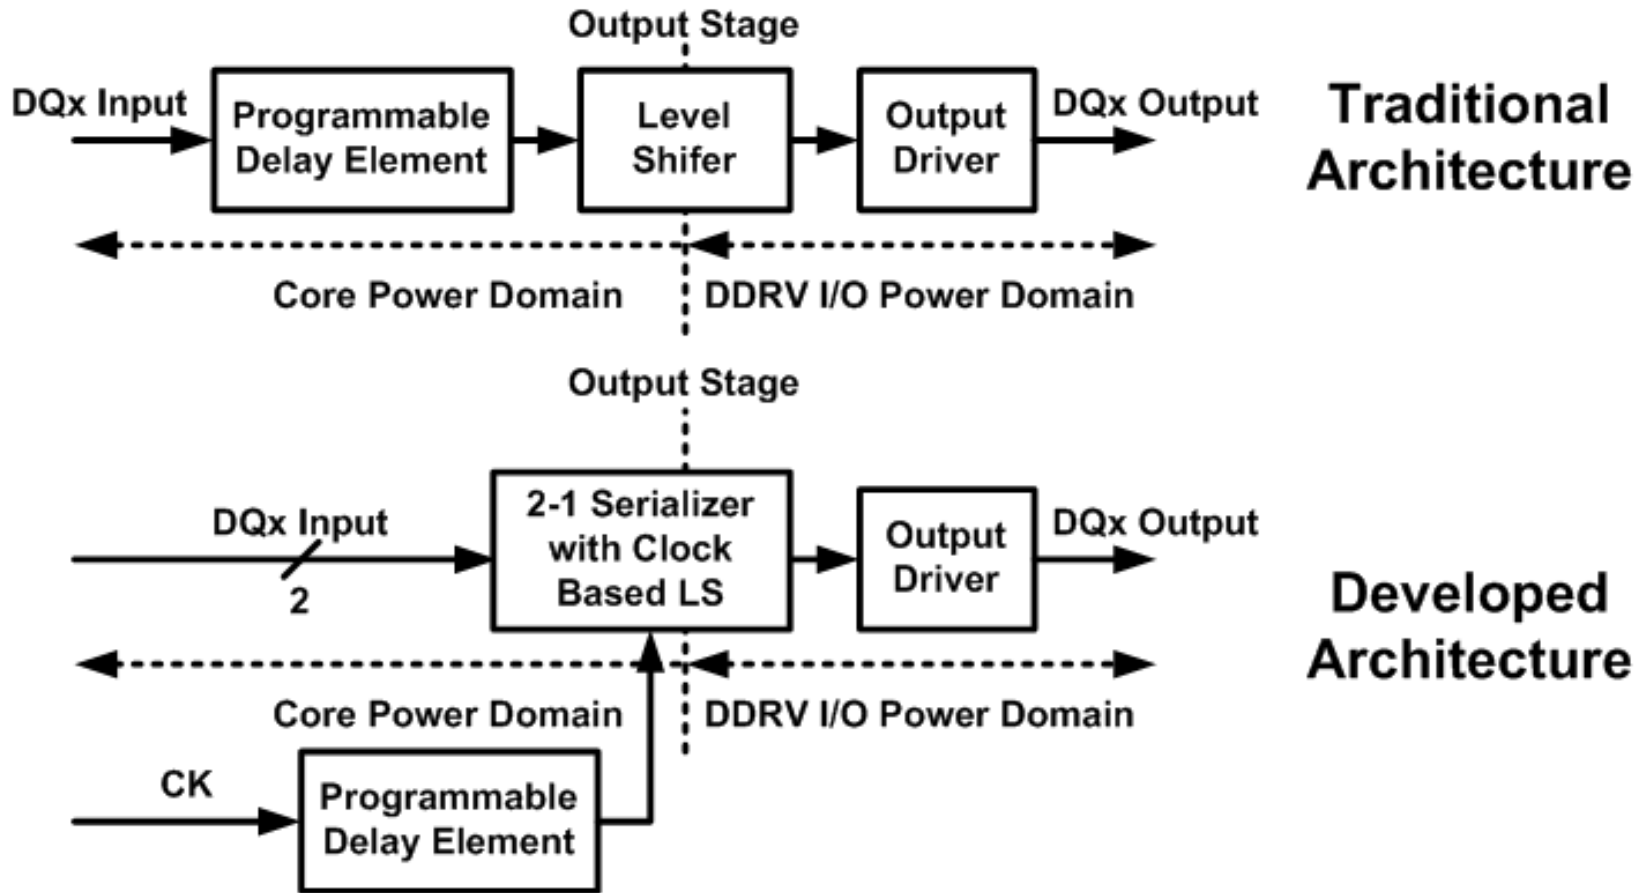 Output Stage
DQx Input
Programmable
Delay Element
Level
Shifer
Output
Driver
DQx Output
Traditional
Architecture
Core Power Domain
DDRV I/O Power Domain
Output Stage
DQx Input
2
2-1 Serializer
with Clock
Based LS
Output
Driver
DQx Output
Developed
Architecture
Core Power Domain
DDRV I/O Power Domain
CK
Programmable
Delay Element